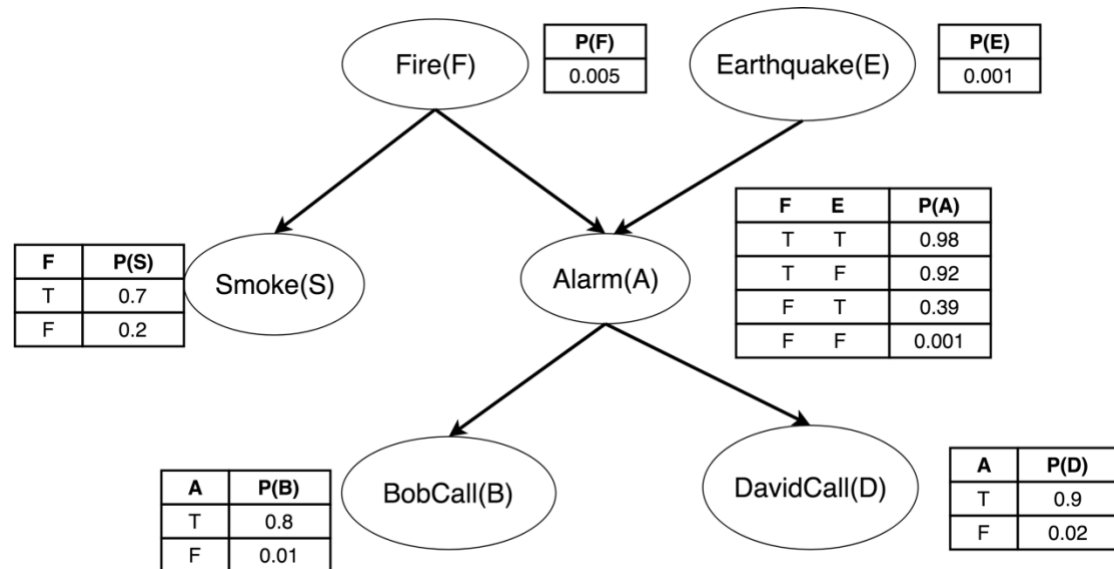 Fire(F)
P(F)
0.005
Earthquake(E)
P(E)
0.001
F P(S)
T 0.7
F 0.2
Smoke(S)
Alarm(A)
F E P(A)
T T 0.98
T F 0.92
F T 0.39
F F 0.001
A P(B)
T 0.8
F 0.01
BobCall(B)
DavidCall(D)
A P(D)
T 0.9
F 0.02